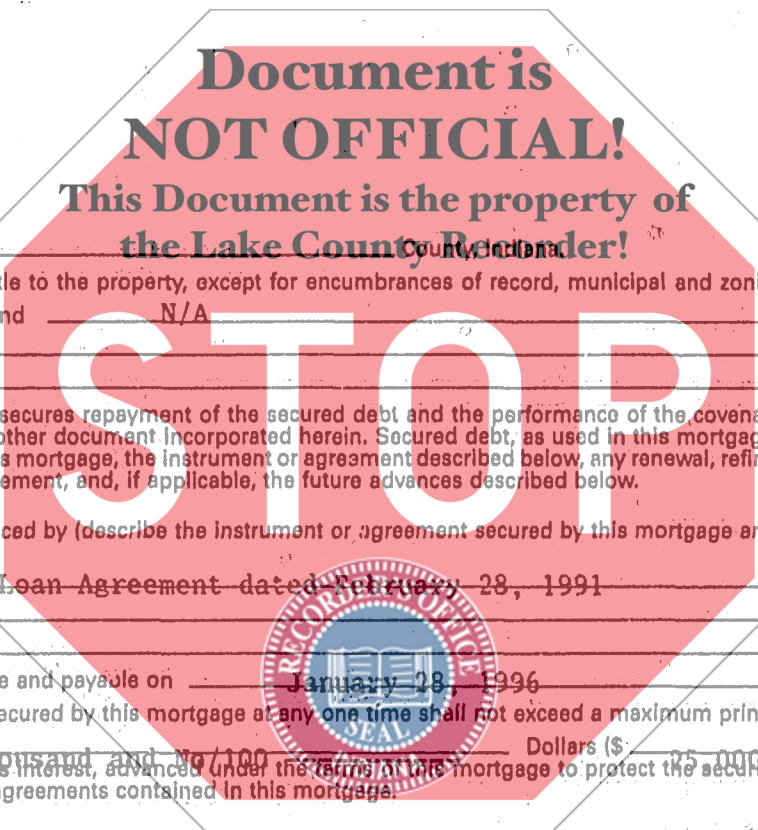 Document is
NOT OFFICIAL!
This Document is the property of
the Lake County Recorder!
County, Indiana
tle to the property, except for encumbrances of record, municipal and zoni
nd N/A
STOP
secures repayment of the secured debt and the performance of the covena
other document incorporated herein. Secured debt, as used in this mortgag
s mortgage, the instrument or agreement described below, any renewal, refin
ement, and, if applicable, the future advances described below.
ced by (describe the instrument or agreement secured by this mortgage an
Loan Agreement dated February 28, 1991
RECORDER'S OFFICE
e and payable on January 28, 1996
ecured by this mortgage at any one time shall not exceed a maximum prin
SEAL
ousand and No/100 Dollars ($ 25,000
s interest, advanced under the terms of this mortgage to protect the securi
greements contained in this mortgage.